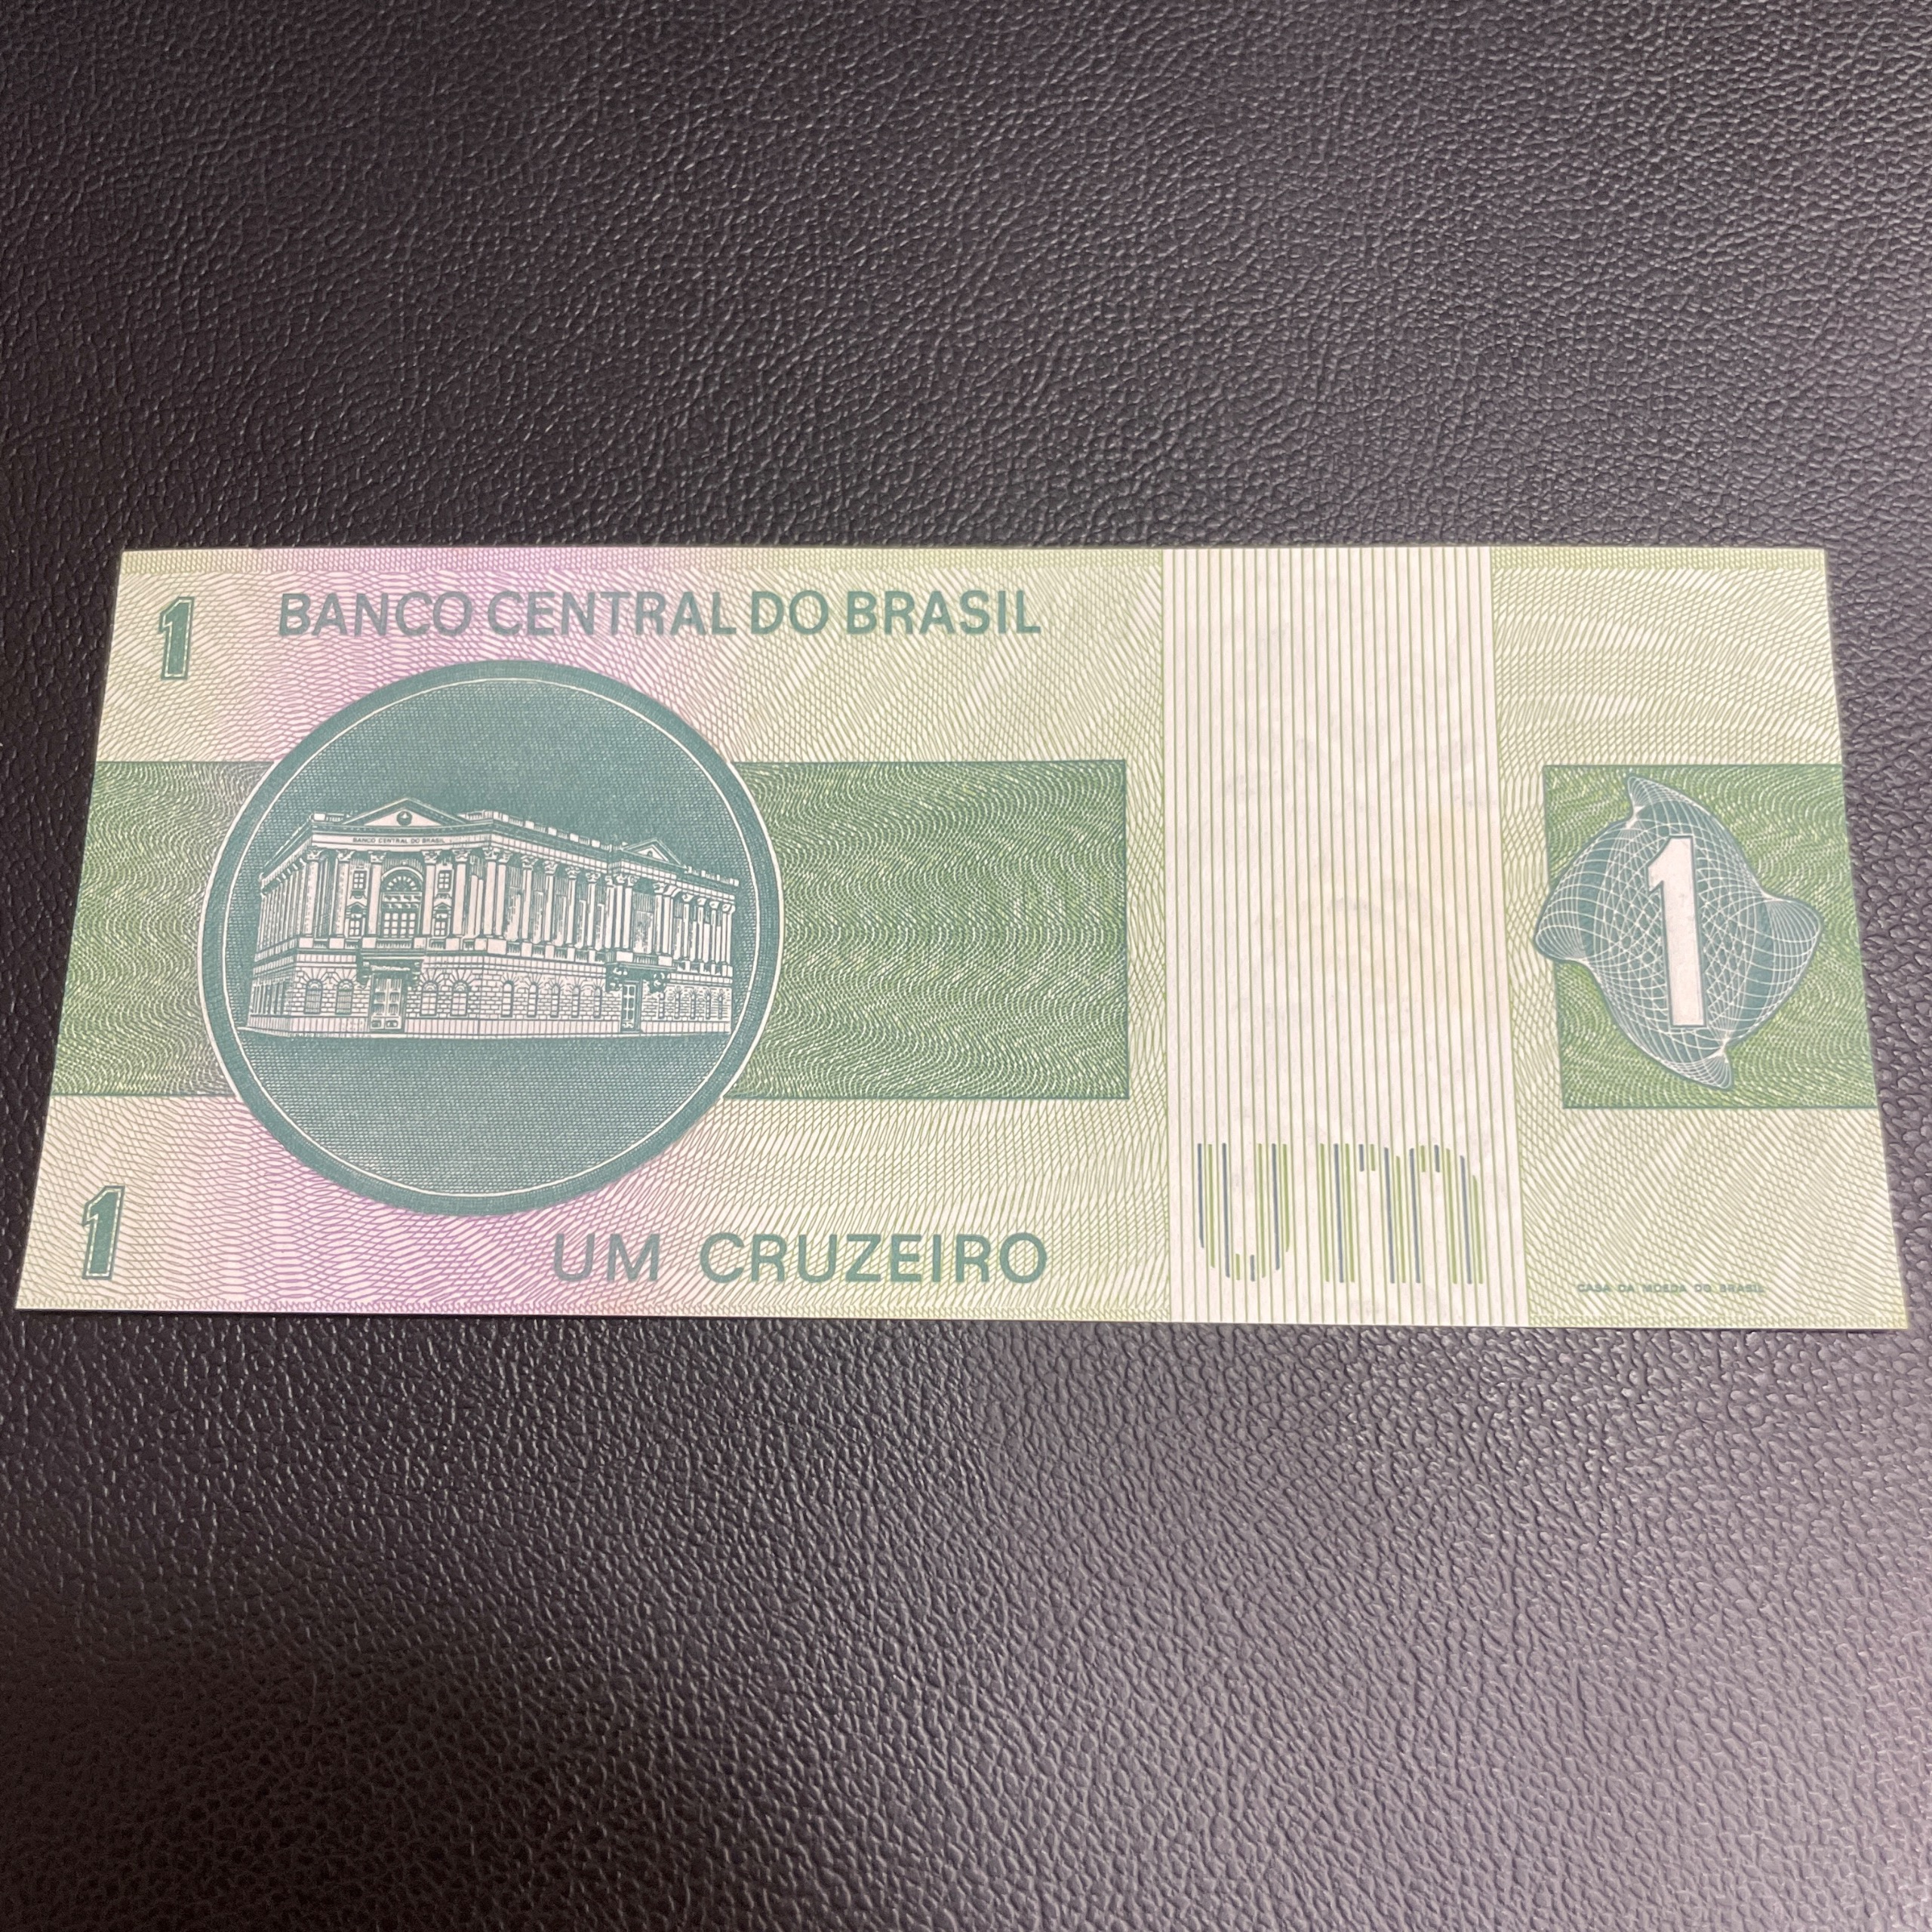 1
BANCO CENTRAL DO BRASIL
BANCO CENTRAL DO BRASIL
1
1
UM CRUZEIRO
um
CASA DA MOEDA DO BRASIL